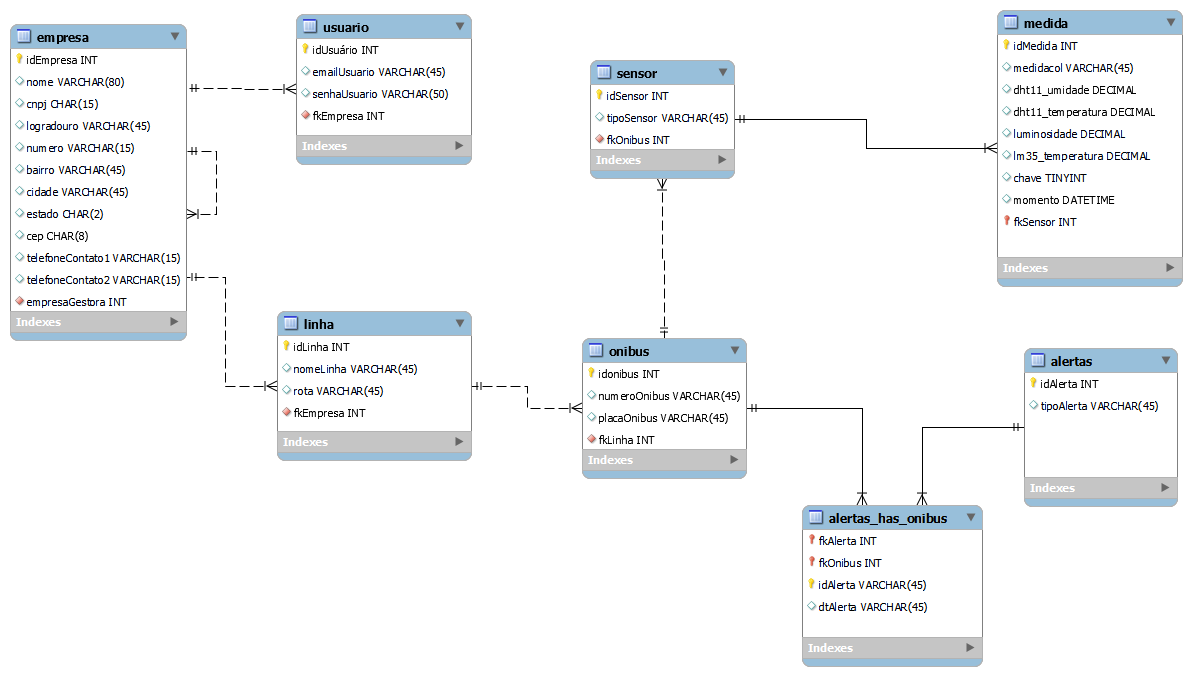 empresa
idEmpresa INT
nome VARCHAR(80)
cnpj CHAR(15)
logradouro VARCHAR(45)
numero VARCHAR(15)
bairro VARCHAR(45)
cidade VARCHAR(45)
estado CHAR(2)
cep CHAR(8)
telefoneContato1 VARCHAR(15)
telefoneContato2 VARCHAR(15)
empresaGestora INT
Indexes
usuario
idUsuário INT
emailUsuario VARCHAR(45)
senhaUsuario VARCHAR(50)
fkEmpresa INT
Indexes
sensor
idSensor INT
tipoSensor VARCHAR(45)
fkOnibus INT
Indexes
medida
idMedida INT
medidacol VARCHAR(45)
dht11_umidade DECIMAL
dht11_temperatura DECIMAL
luminosidade DECIMAL
lm35_temperatura DECIMAL
chave TINYINT
momento DATETIME
fkSensor INT
Indexes
linha
idLinha INT
nomeLinha VARCHAR(45)
rota VARCHAR(45)
fkEmpresa INT
Indexes
onibus
idonibus INT
numeroOnibus VARCHAR(45)
placaOnibus VARCHAR(45)
fkLinha INT
Indexes
alertas
idAlerta INT
tipoAlerta VARCHAR(45)
Indexes
alertas_has_onibus
fkAlerta INT
fkOnibus INT
idAlerta VARCHAR(45)
dtAlerta VARCHAR(45)
Indexes